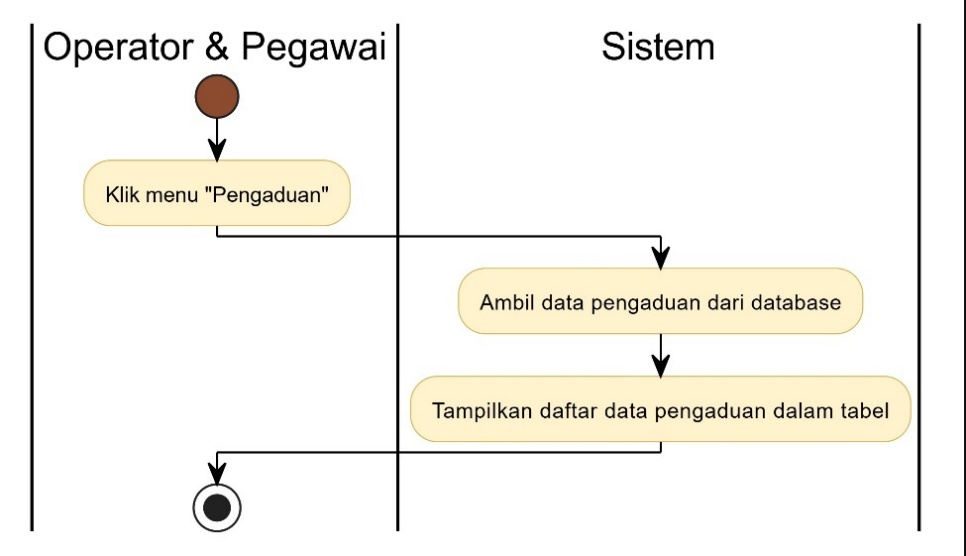 Operator & Pegawai
Sistem
Klik menu "Pengaduan"
Ambil data pengaduan dari database
Tampilkan daftar data pengaduan dalam tabel